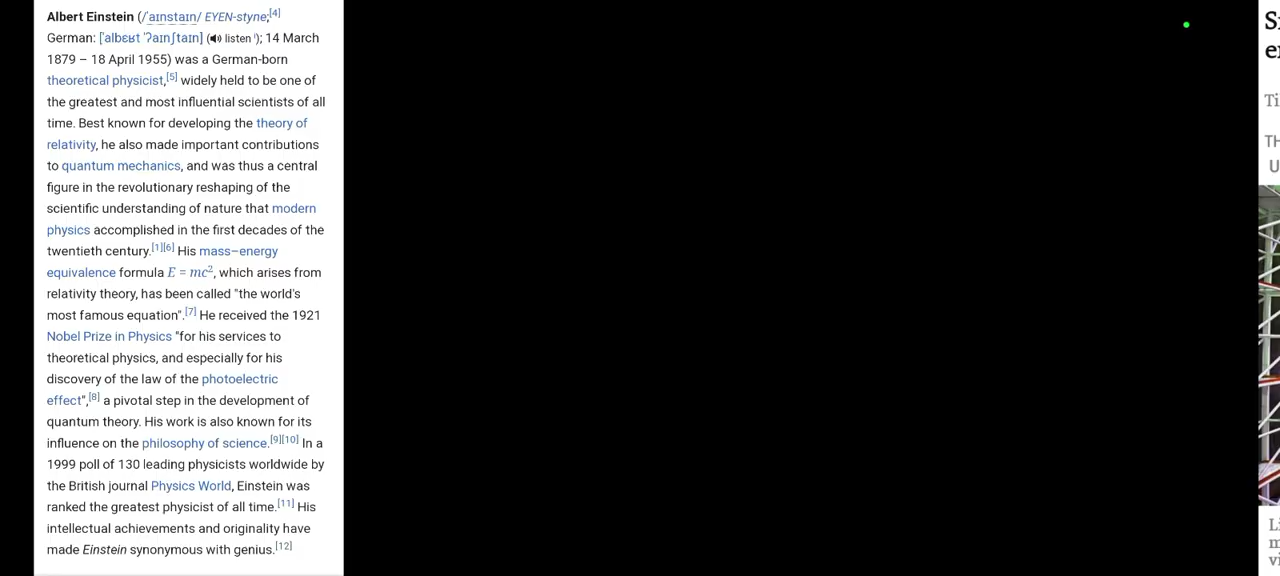 Albert Einstein (/ˈaɪnstaɪn/ EYEN-styne;[4]
German: [ˈalbɛʁt ˈʔaɪnʃtaɪn] (listen ⁱ); 14 March
1879 – 18 April 1955) was a German-born
theoretical physicist,[5] widely held to be one of
the greatest and most influential scientists of all
time. Best known for developing the theory of
relativity, he also made important contributions
to quantum mechanics, and was thus a central
figure in the revolutionary reshaping of the
scientific understanding of nature that modern
physics accomplished in the first decades of the
twentieth century.[1][6] His mass–energy
equivalence formula E = mc², which arises from
relativity theory, has been called "the world's
most famous equation".[7] He received the 1921
Nobel Prize in Physics "for his services to
theoretical physics, and especially for his
discovery of the law of the photoelectric
effect",[8] a pivotal step in the development of
quantum theory. His work is also known for its
influence on the philosophy of science.[9][10] In a
1999 poll of 130 leading physicists worldwide by
the British journal Physics World, Einstein was
ranked the greatest physicist of all time.[11] His
intellectual achievements and originality have
made Einstein synonymous with genius.[12]